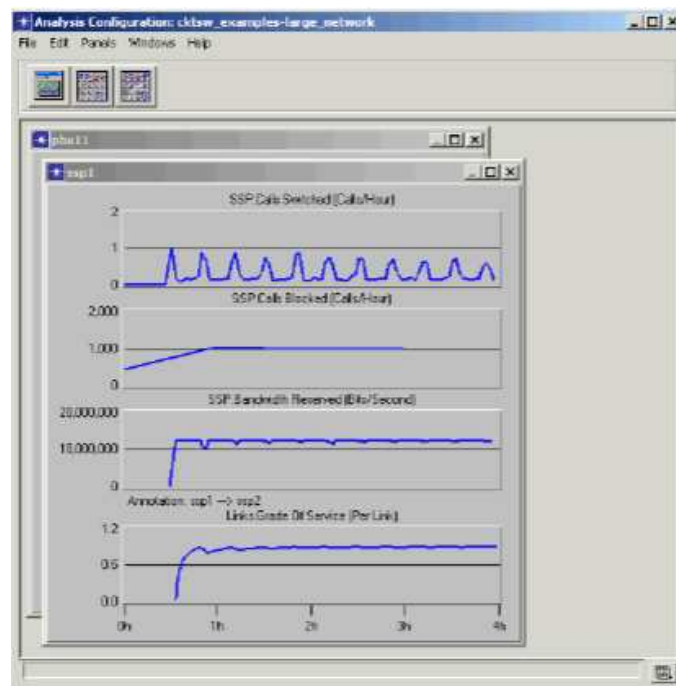 Analysis Configuration: cktsw_examples-large_network
File Edit Panels Windows Help
pbx11
ssp1
SSP.Calls Switched (Calls/Hour)
2
1
0
SSP.Calls Blocked (Calls/Hour)
2,000
1,000
0
SSP.Bandwidth Reserved (Bits/Second)
20,000,000
10,000,000
0
Annotation: ssp1 --> ssp2
Links.Grade Of Service (Per Link)
1.2
0.6
0.0
0h 1h 2h 3h 4h